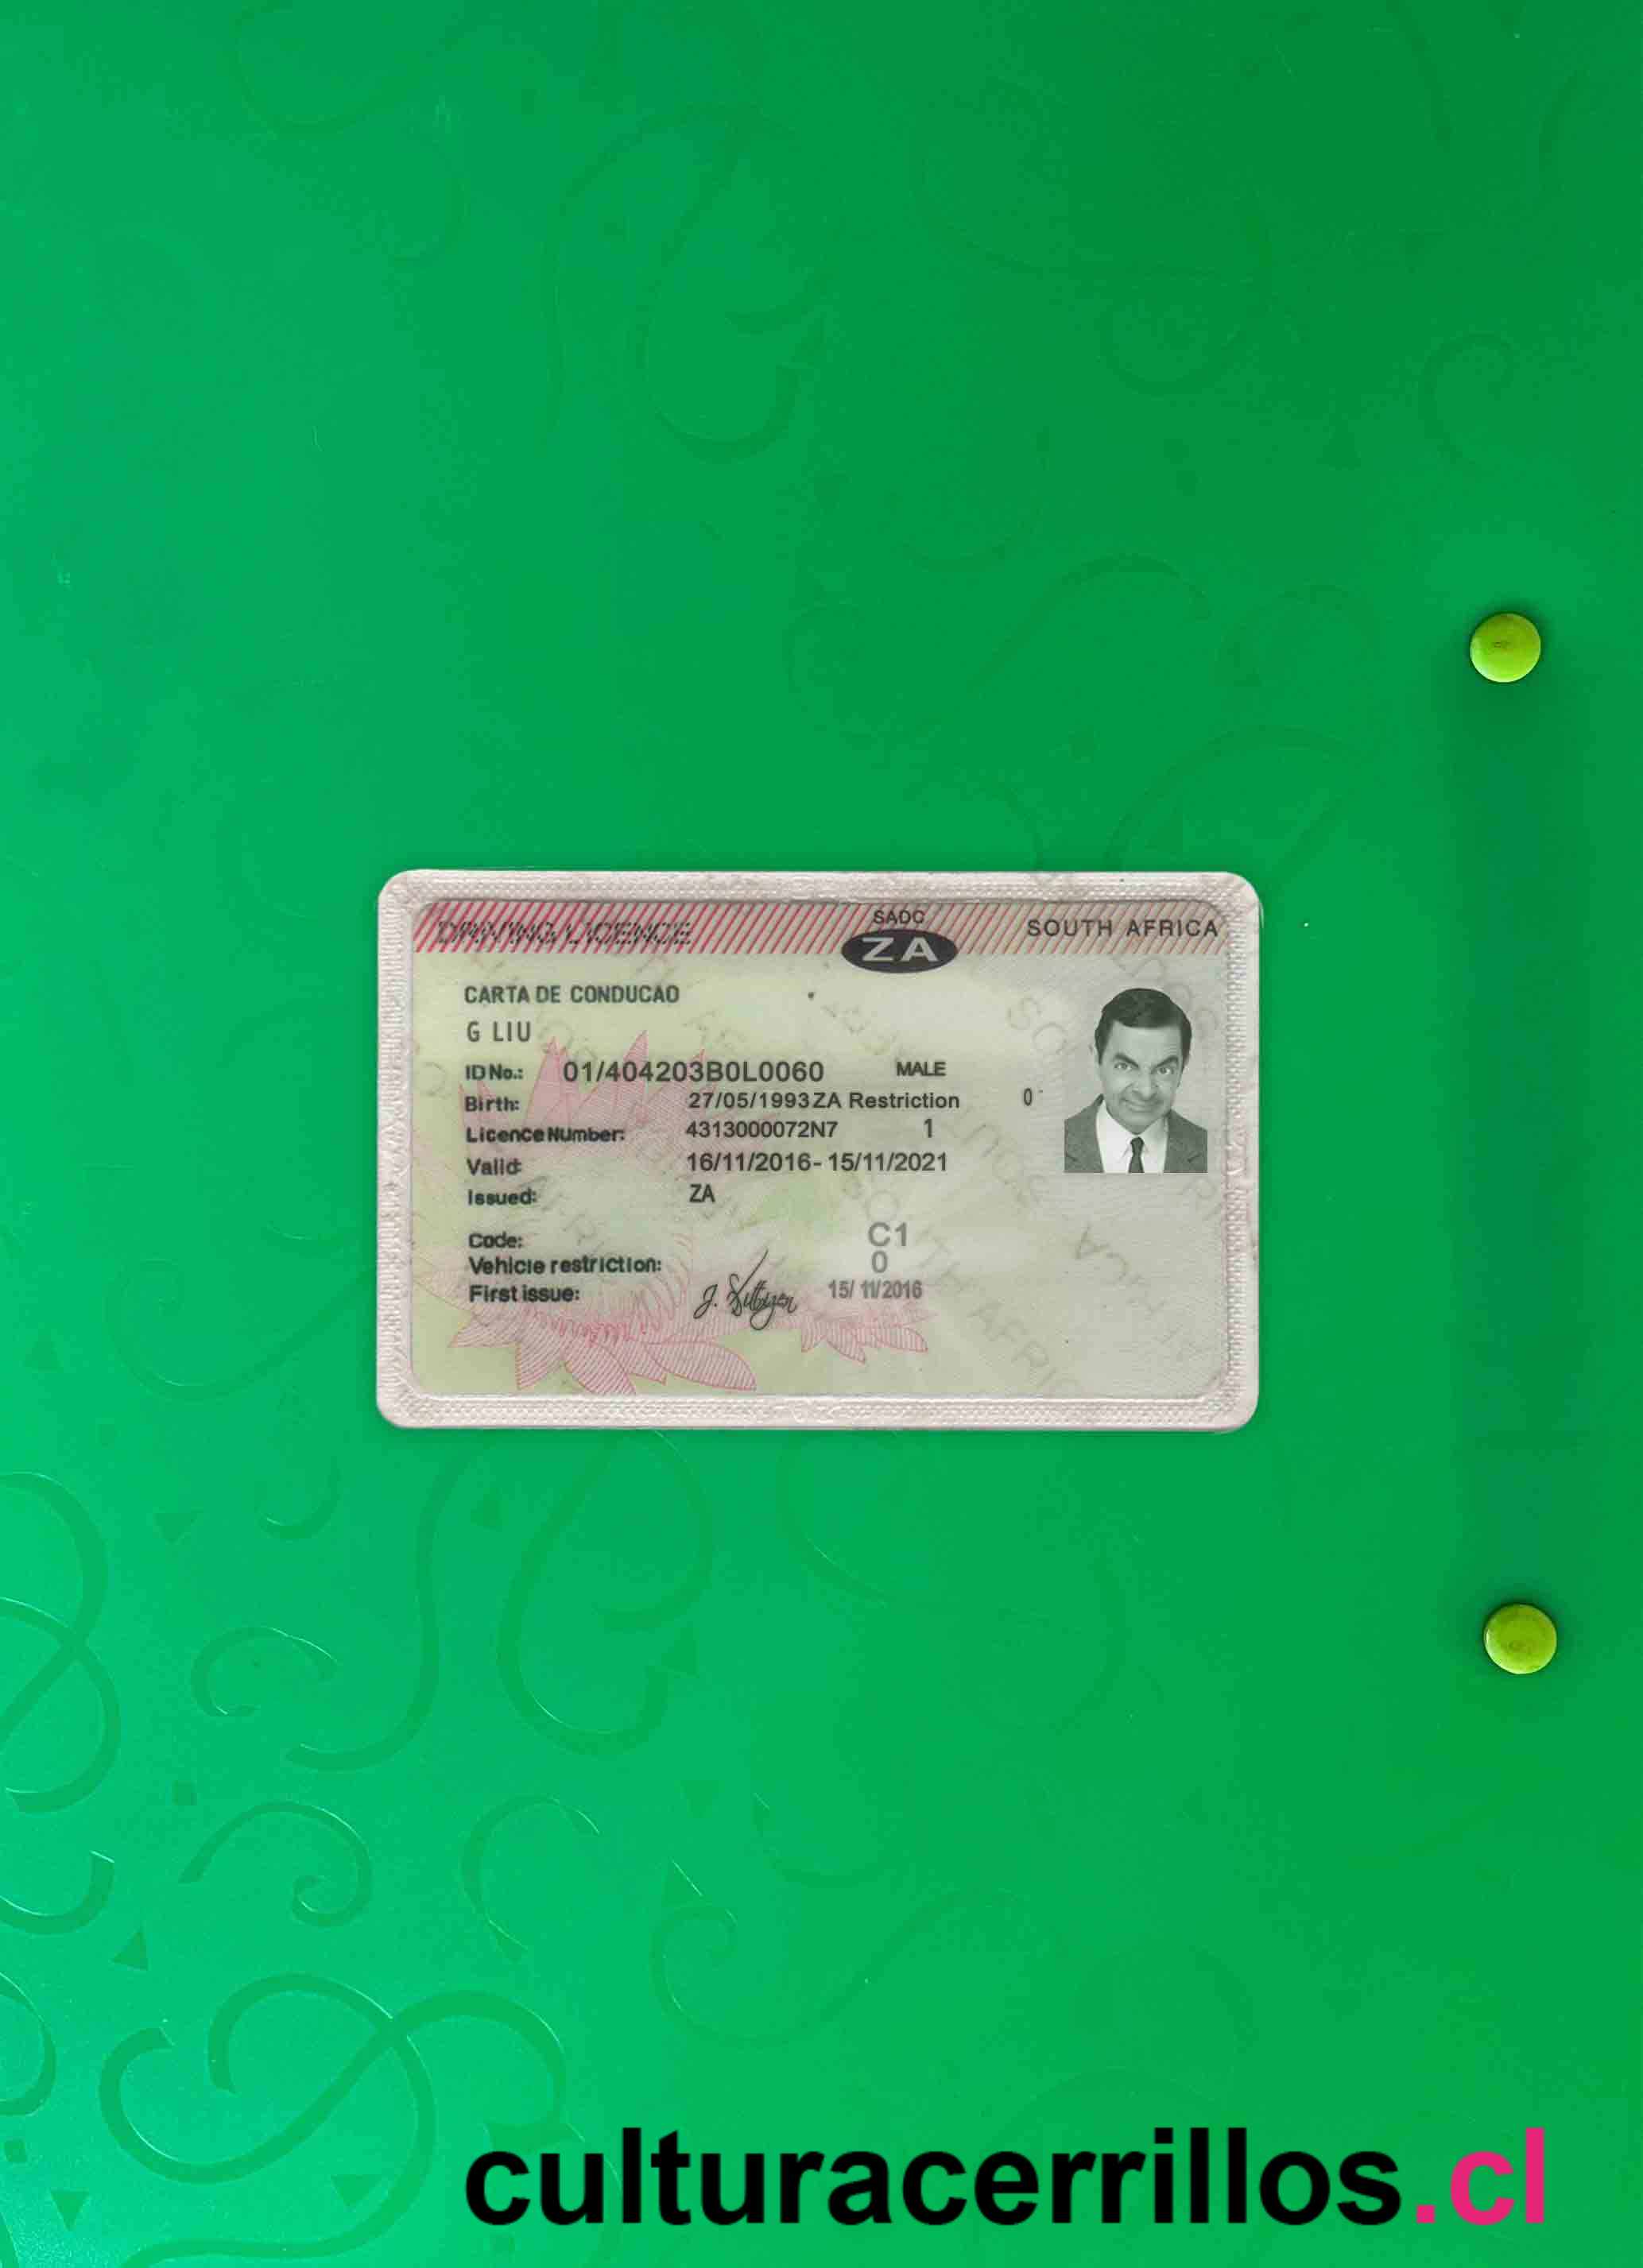 DRIVING LICENCE
SADC
ZA
SOUTH AFRICA
CARTA DE CONDUCAO
G LIU
ID No.: 01/404203B0L0060 MALE
Birth: 27/05/1993 ZA Restriction 0
Licence Number: 4313000072N7 1
Valid: 16/11/2016 - 15/11/2021
Issued: ZA
Code: C1
Vehicle restriction: 0
First issue: 15/11/2016
culturacerrillos.cl